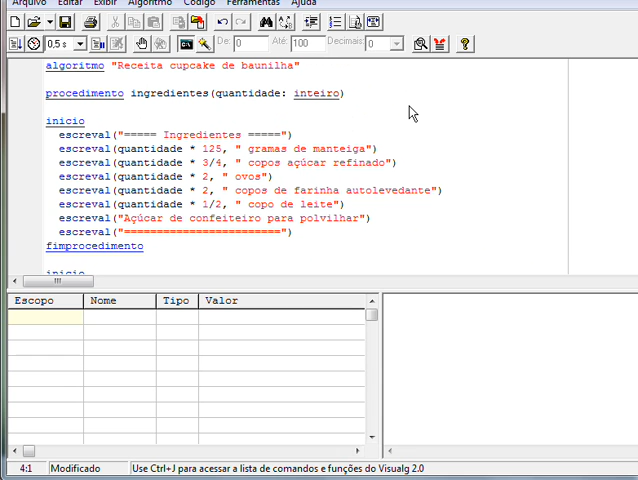 Arquivo Editar Exibir Algoritmo Código Ferramentas Ajuda
0,5 s De: 0 Até: 100 Decimais: 0
algoritmo "Receita cupcake de baunilha"
procedimento ingredientes(quantidade: inteiro)
inicio
escreval("===== Ingredientes =====")
escreval(quantidade * 125, " gramas de manteiga")
escreval(quantidade * 3/4, " copos açúcar refinado")
escreval(quantidade * 2, " ovos")
escreval(quantidade * 2, " copos de farinha autolevedante")
escreval(quantidade * 1/2, " copo de leite")
escreval("Açúcar de confeiteiro para polvilhar")
escreval("========================")
fimprocedimento
inicio
Escopo Nome Tipo Valor
4:1 Modificado Use Ctrl+J para acessar a lista de comandos e funções do Visualg 2.0